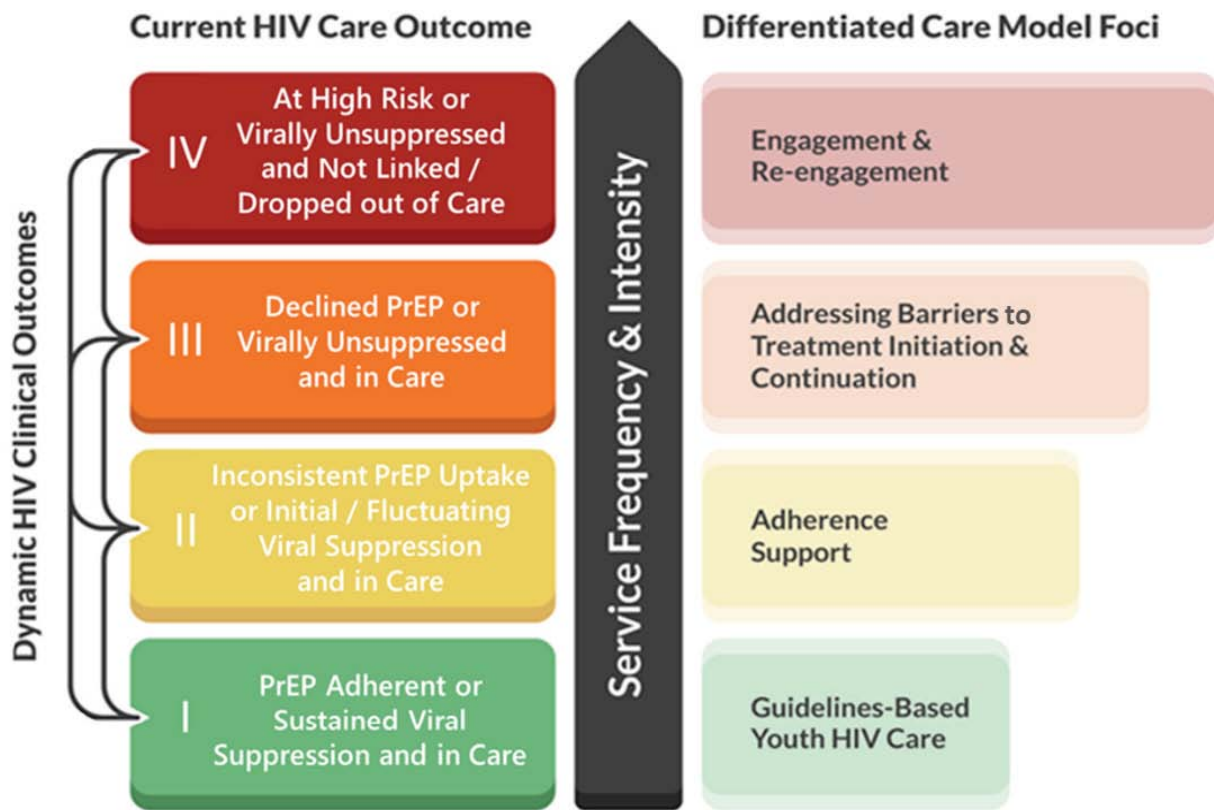 Current HIV Care Outcome
Differentiated Care Model Foci
Dynamic HIV Clinical Outcomes
IV
At High Risk or
Virally Unsuppressed
and Not Linked /
Dropped out of Care
III
Declined PrEP or
Virally Unsuppressed
and in Care
II
Inconsistent PrEP Uptake
or Initial / Fluctuating
Viral Suppression
and in Care
I
PrEP Adherent or
Sustained Viral
Suppression and in Care
Service Frequency & Intensity
Engagement &
Re-engagement
Addressing Barriers to
Treatment Initiation &
Continuation
Adherence
Support
Guidelines-Based
Youth HIV Care